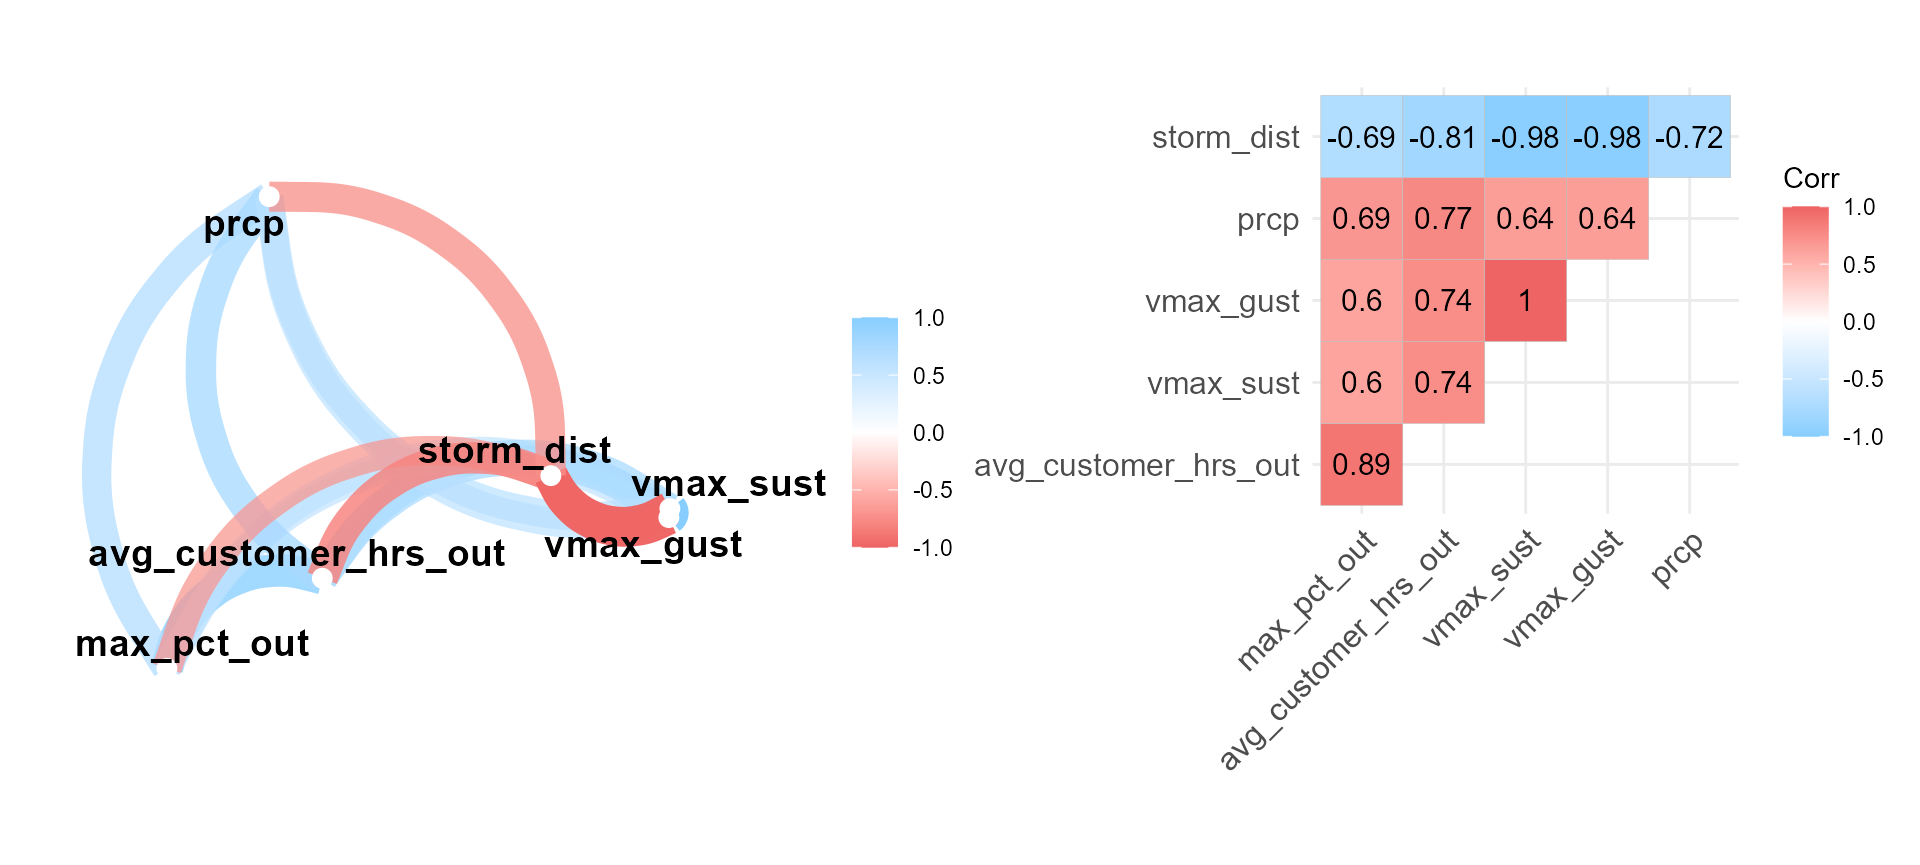 prcp
storm_dist
vmax_sust
vmax_gust
avg_customer_hrs_out
max_pct_out
1.0
0.5
0.0
-0.5
-1.0
storm_dist -0.69 -0.81 -0.98 -0.98 -0.72
prcp 0.69 0.77 0.64 0.64
vmax_gust 0.6 0.74 1
vmax_sust 0.6 0.74
avg_customer_hrs_out 0.89
max_pct_out
avg_customer_hrs_out
vmax_sust
vmax_gust
prcp
Corr
1.0
0.5
0.0
-0.5
-1.0